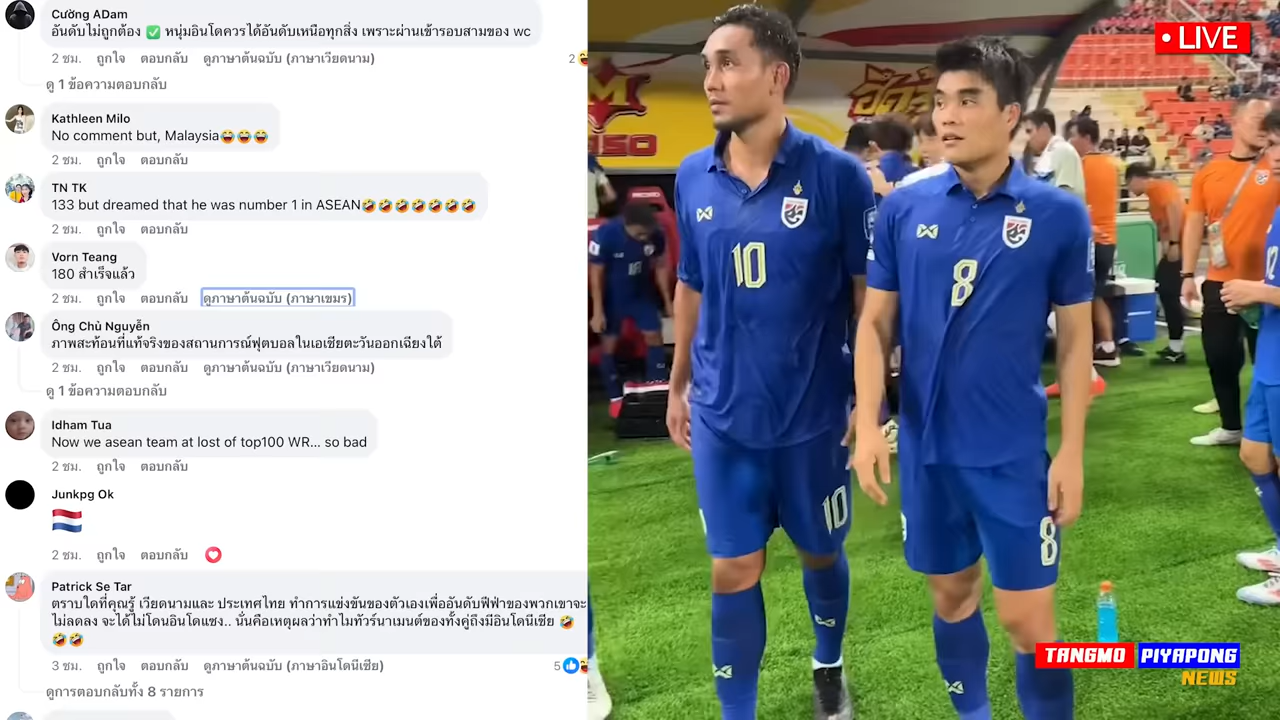 Cường ADam
อันดับไม่ถูกต้อง ✅ หนุ่มอินโดควรได้อันดับเหนือทุกสิ่ง เพราะผ่านเข้ารอบสามของ wc
2 ชม. ถูกใจ ตอบกลับ ดูภาษาต้นฉบับ (ภาษาเวียดนาม) 2
ดู 1 ข้อความตอบกลับ
Kathleen Milo
No comment but, Malaysia😂😂😂
2 ชม. ถูกใจ ตอบกลับ
TN TK
133 but dreamed that he was number 1 in ASEAN🤣🤣🤣🤣🤣🤣🤣
2 ชม. ถูกใจ ตอบกลับ
Vorn Teang
180 สำเร็จแล้ว
2 ชม. ถูกใจ ตอบกลับ ดูภาษาต้นฉบับ (ภาษาเขมร)
Ông Chủ Nguyễn
ภาพสะท้อนที่แท้จริงของสถานการณ์ฟุตบอลในเอเชียตะวันออกเฉียงใต้
2 ชม. ถูกใจ ตอบกลับ ดูภาษาต้นฉบับ (ภาษาเวียดนาม)
ดู 1 ข้อความตอบกลับ
Idham Tua
Now we asean team at lost of top100 WR... so bad
2 ชม. ถูกใจ ตอบกลับ
Junkpg Ok
🇳🇱
2 ชม. ถูกใจ ตอบกลับ
Patrick Se Tar
ตราบใดที่คุณรู้ เวียดนามและ ประเทศไทย ทำการแข่งขันของตัวเองเพื่ออันดับฟีฟ่าของพวกเขาจะ
ไม่ลดลง จะได้ไม่โดนอินโดแซง.. นั่นคือเหตุผลว่าทำไมทัวร์นาเมนต์ของทั้งคู่ถึงมีอินโดนีเซีย 🤣
🤣🤣
3 ชม. ถูกใจ ตอบกลับ ดูภาษาต้นฉบับ (ภาษาอินโดนีเซีย) 5
ดูการตอบกลับทั้ง 8 รายการ
• LIVE
10
8
10
8
TANGMO PIYAPONG
NEWS